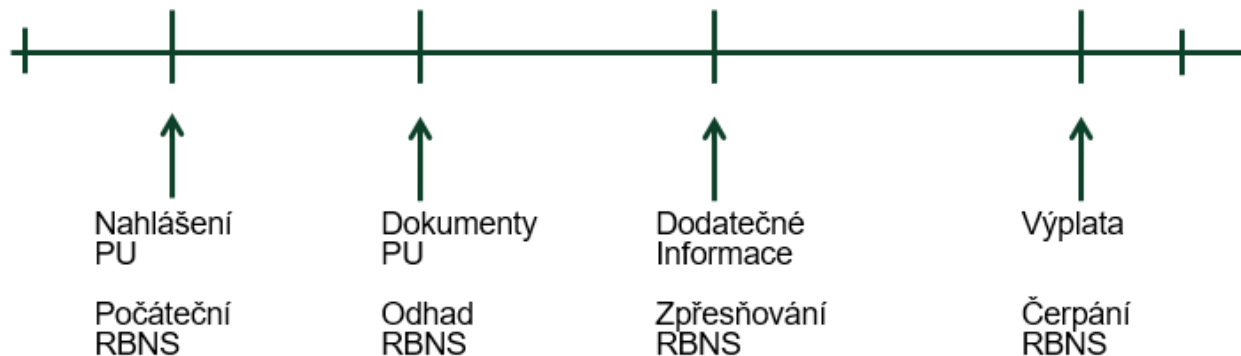 Nahlášení
PU
Dokumenty
PU
Dodatečné
Informace
Výplata
Počáteční
RBNS
Odhad
RBNS
Zpřesňování
RBNS
Čerpání
RBNS